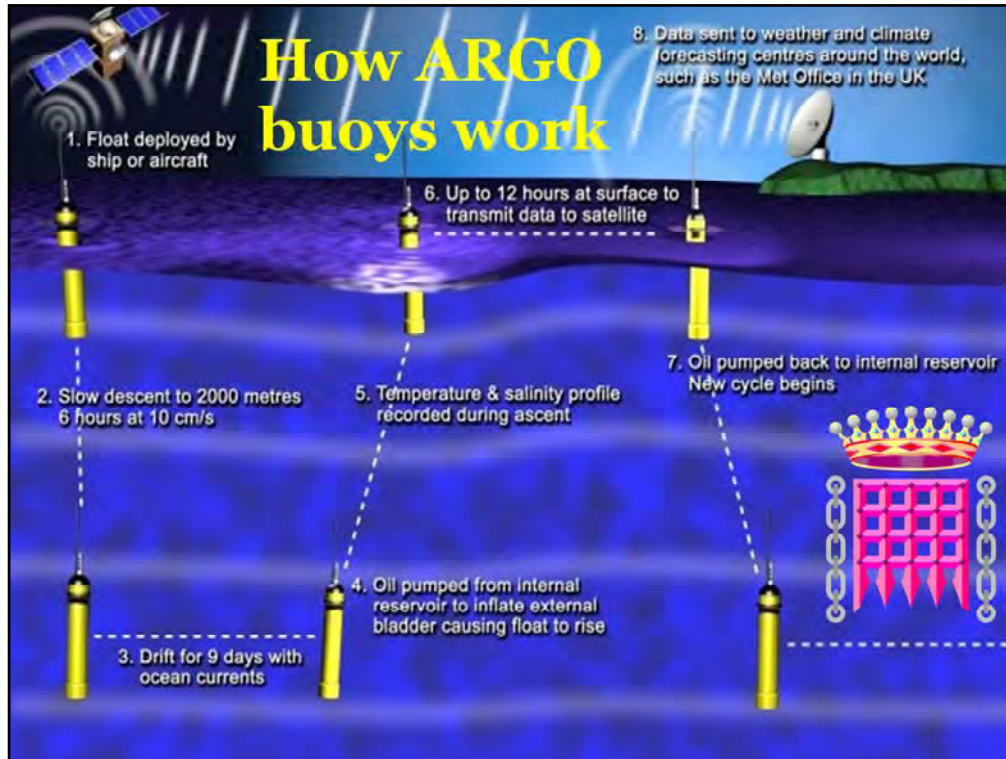 How ARGO
buoys work
1. Float deployed by
ship or aircraft
2. Slow descent to 2000 metres
6 hours at 10 cm/s
3. Drift for 9 days with
ocean currents
4. Oil pumped from internal
reservoir to inflate external
bladder causing float to rise
5. Temperature & salinity profile
recorded during ascent
6. Up to 12 hours at surface to
transmit data to satellite
7. Oil pumped back to internal reservoir
New cycle begins
8. Data sent to weather and climate
forecasting centres around the world,
such as the Met Office in the UK